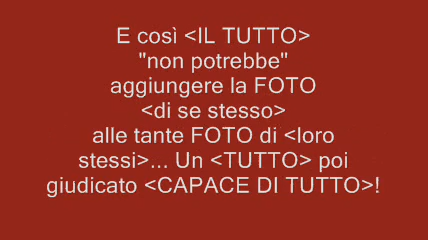 E così <IL TUTTO>
"non potrebbe"
aggiungere la FOTO
<di se stesso>
alle tante FOTO di <loro
stessi>... Un <TUTTO> poi
giudicato <CAPACE DI TUTTO>!